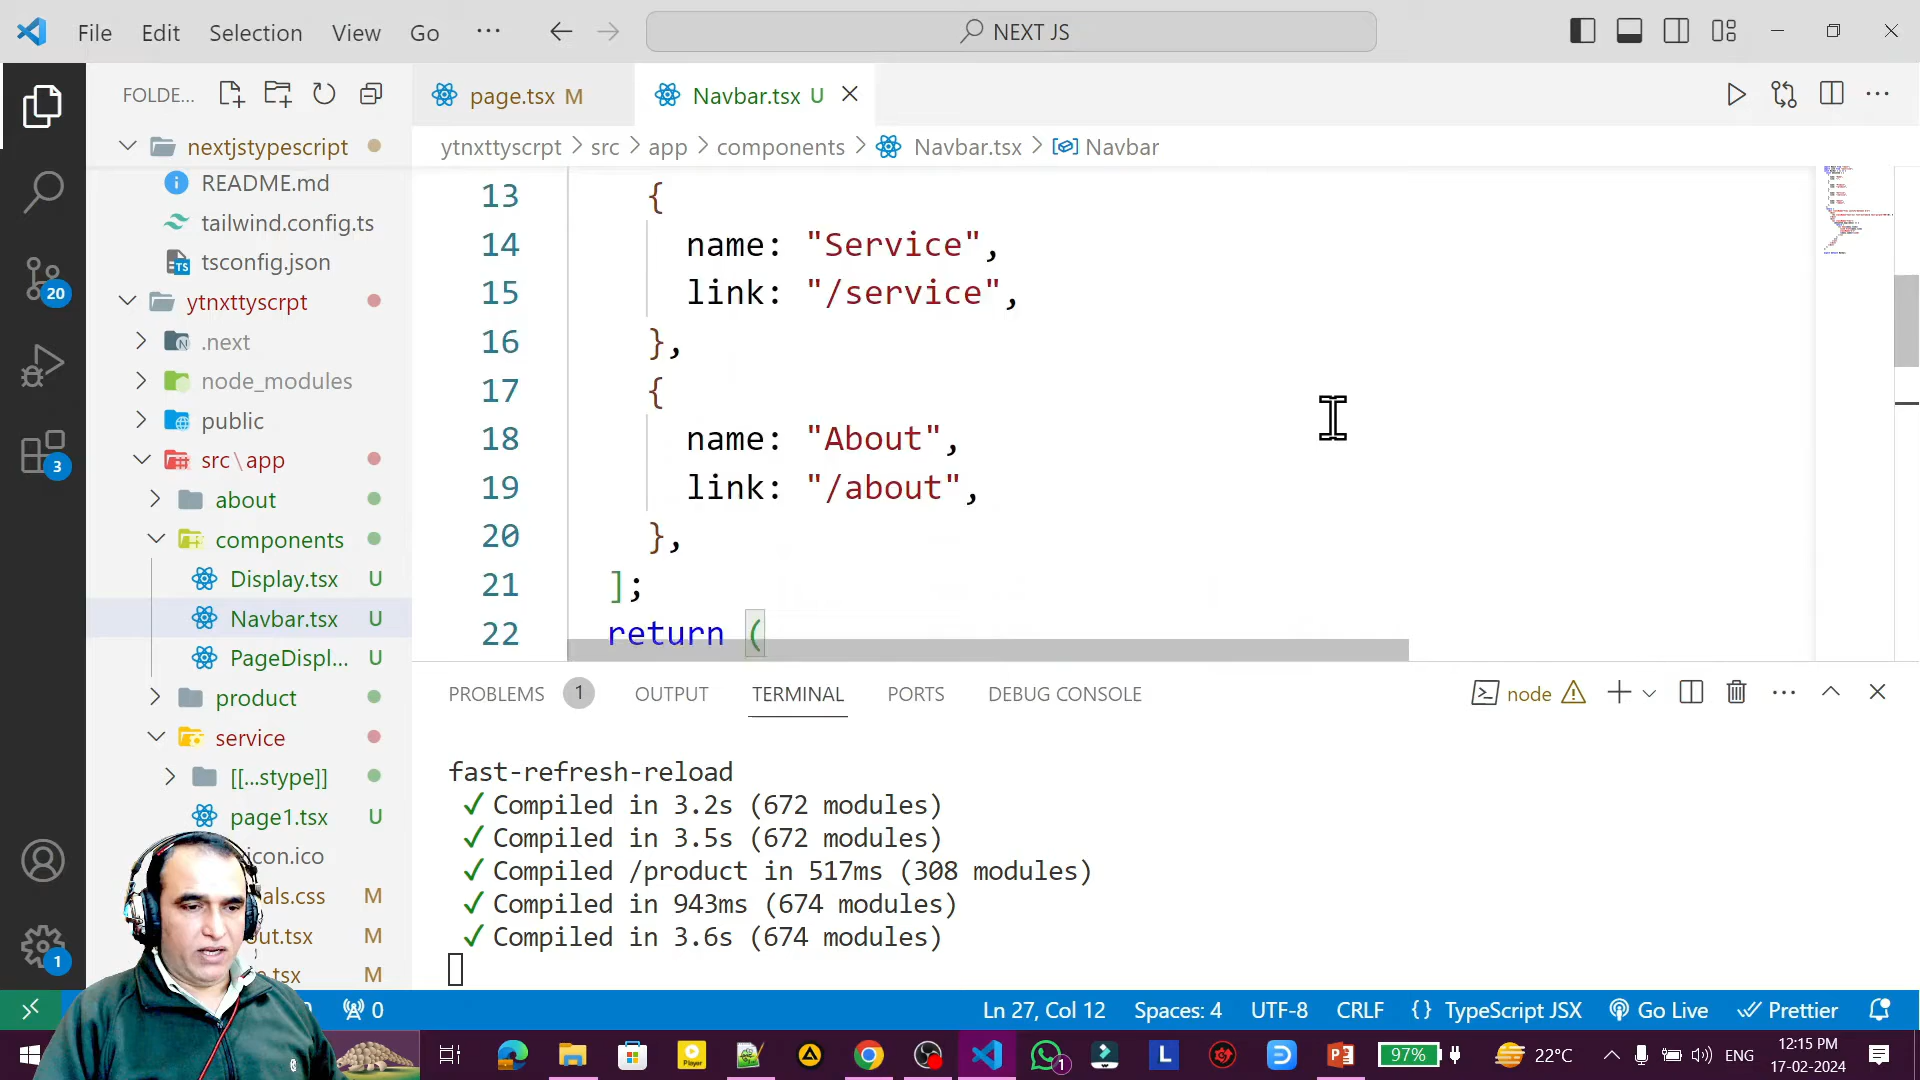 File Edit Selection View Go ··· NEXT JS
FOLDE...
nextjstypescript
README.md
tailwind.config.ts
tsconfig.json
ytnxttyscrpt
.next
node_modules
public
src\app
about
components
Display.tsx U
Navbar.tsx U
PageDispl... U
product
service
[[...stype]]
page1.tsx U
icon.ico
als.css M
out.tsx M
M
20
3
1
page.tsx M
Navbar.tsx U
ytnxttyscrpt > src > app > components > Navbar.tsx > Navbar
13 {
14 name: "Service",
15 link: "/service",
16 },
17 {
18 name: "About",
19 link: "/about",
20 },
21 ];
22 return (
PROBLEMS 1 OUTPUT TERMINAL PORTS DEBUG CONSOLE node
fast-refresh-reload
✓ Compiled in 3.2s (672 modules)
✓ Compiled in 3.5s (672 modules)
✓ Compiled /product in 517ms (308 modules)
✓ Compiled in 943ms (674 modules)
✓ Compiled in 3.6s (674 modules)
0 Ln 27, Col 12 Spaces: 4 UTF-8 CRLF {} TypeScript JSX Go Live Prettier
97% 22°C ENG 12:15 PM
17-02-2024